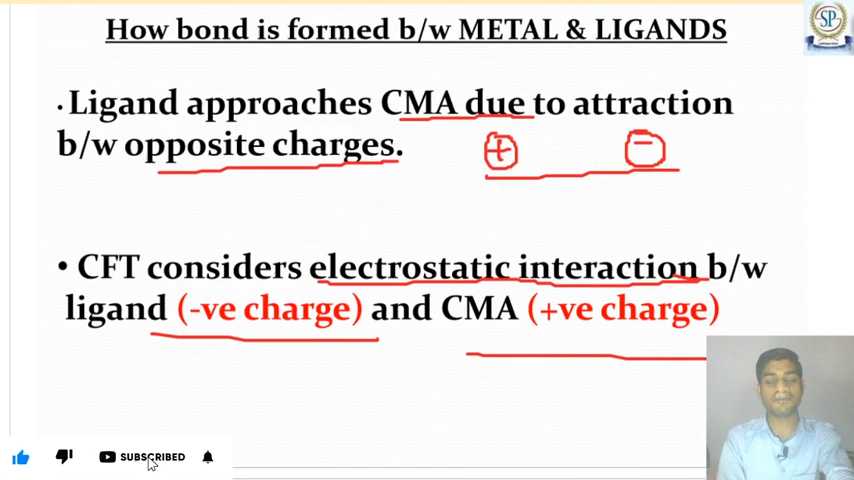 How bond is formed b/w METAL & LIGANDS
SP
· Ligand approaches CMA due to attraction
b/w opposite charges.
+ −
• CFT considers electrostatic interaction b/w
ligand (-ve charge) and CMA (+ve charge)
SUBSCRIBED